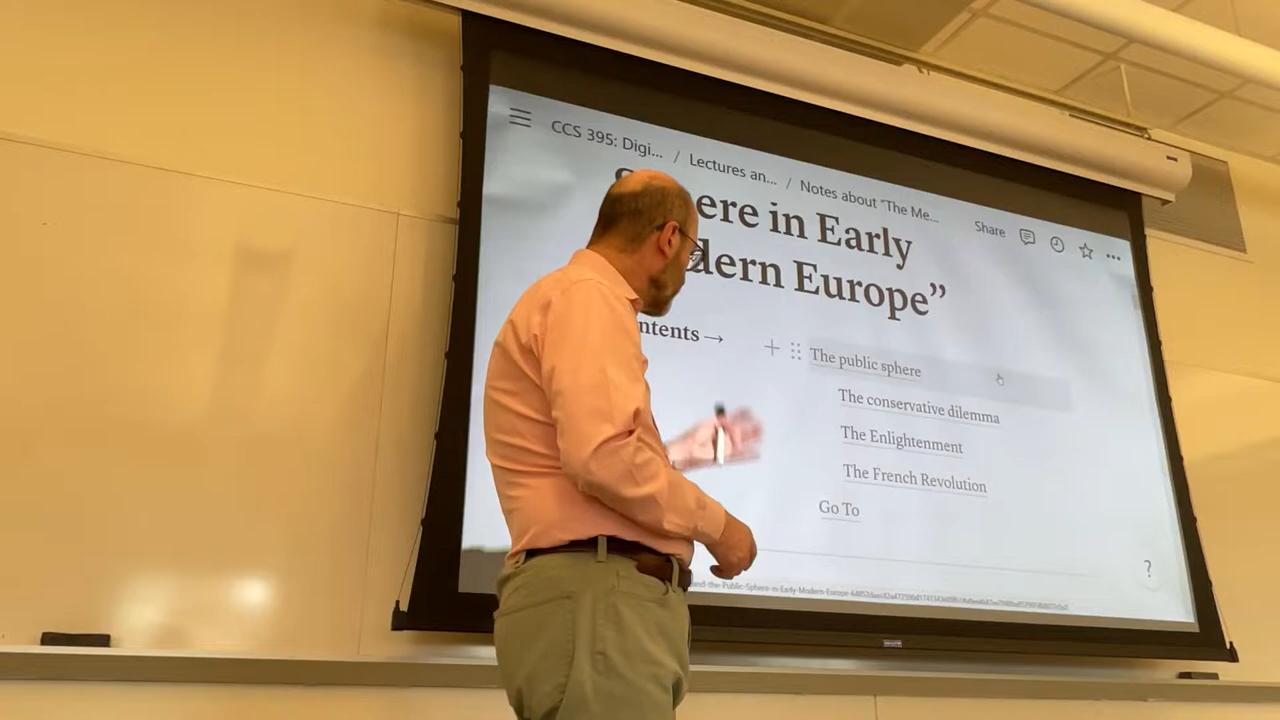 CCS 395: Digi... / Lectures an... / Notes about "The Me...
Share
ere in Early
dern Europe”
ntents →
The public sphere
The conservative dilemma
The Enlightenment
The French Revolution
Go To
?